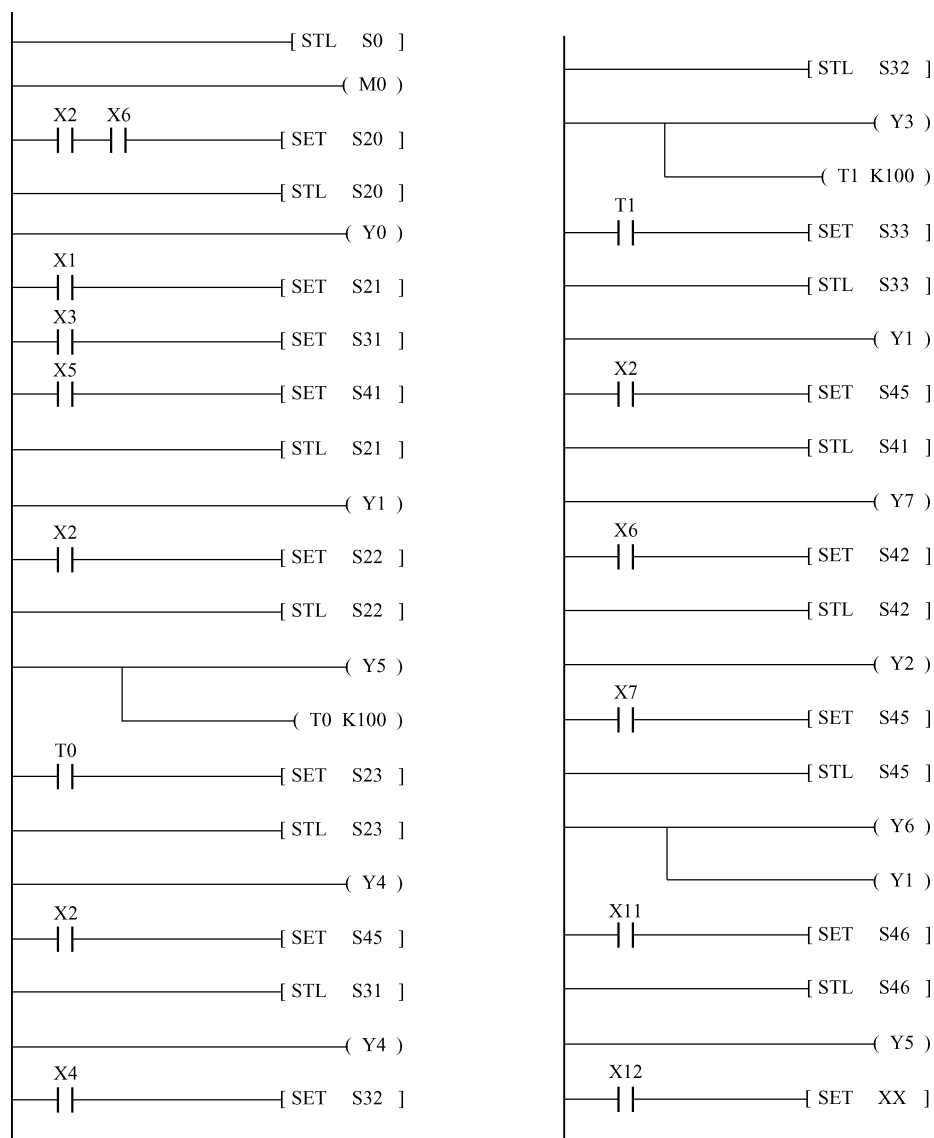 [ STL S0 ]
( M0 )
X2 X6
[ SET S20 ]
[ STL S20 ]
( Y0 )
X1
[ SET S21 ]
X3
[ SET S31 ]
X5
[ SET S41 ]
[ STL S21 ]
( Y1 )
X2
[ SET S22 ]
[ STL S22 ]
( Y5 )
( T0 K100 )
T0
[ SET S23 ]
[ STL S23 ]
( Y4 )
X2
[ SET S45 ]
[ STL S31 ]
( Y4 )
X4
[ SET S32 ]
[ STL S32 ]
( Y3 )
( T1 K100 )
T1
[ SET S33 ]
[ STL S33 ]
( Y1 )
X2
[ SET S45 ]
[ STL S41 ]
( Y7 )
X6
[ SET S42 ]
[ STL S42 ]
( Y2 )
X7
[ SET S45 ]
[ STL S45 ]
( Y6 )
( Y1 )
X11
[ SET S46 ]
[ STL S46 ]
( Y5 )
X12
[ SET XX ]